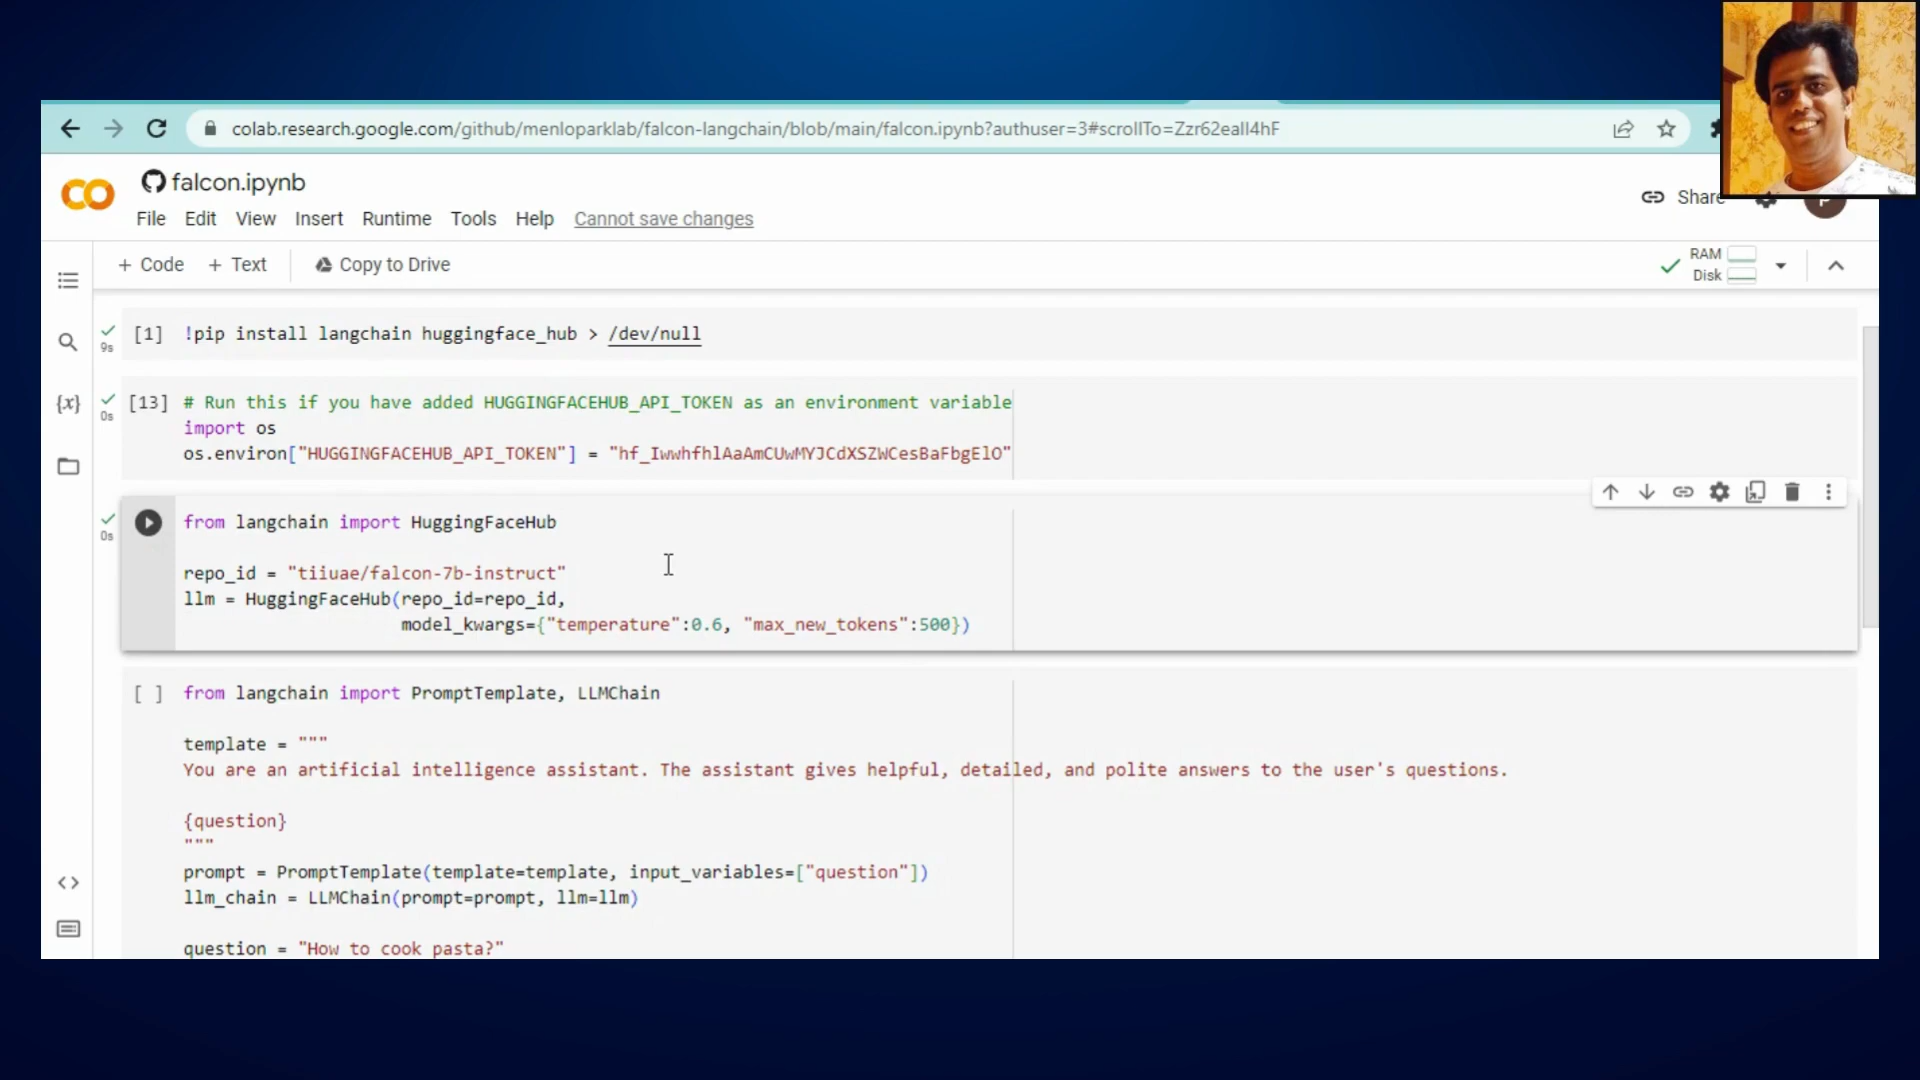 colab.research.google.com/github/menloparklab/falcon-langchain/blob/main/falcon.ipynb?authuser=3#scrollTo=Zzr62eaIl4hF
falcon.ipynb
File Edit View Insert Runtime Tools Help Cannot save changes
Share
+ Code + Text Copy to Drive
RAM
Disk
[1] !pip install langchain huggingface_hub > /dev/null
9s
[13] # Run this if you have added HUGGINGFACEHUB_API_TOKEN as an environment variable
0s
import os
os.environ["HUGGINGFACEHUB_API_TOKEN"] = "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"
from langchain import HuggingFaceHub
0s
repo_id = "tiiuae/falcon-7b-instruct"
llm = HuggingFaceHub(repo_id=repo_id,
model_kwargs={"temperature":0.6, "max_new_tokens":500})
[ ] from langchain import PromptTemplate, LLMChain
template = """
You are an artificial intelligence assistant. The assistant gives helpful, detailed, and polite answers to the user's questions.
{question}
"""
prompt = PromptTemplate(template=template, input_variables=["question"])
llm_chain = LLMChain(prompt=prompt, llm=llm)
question = "How to cook pasta?"